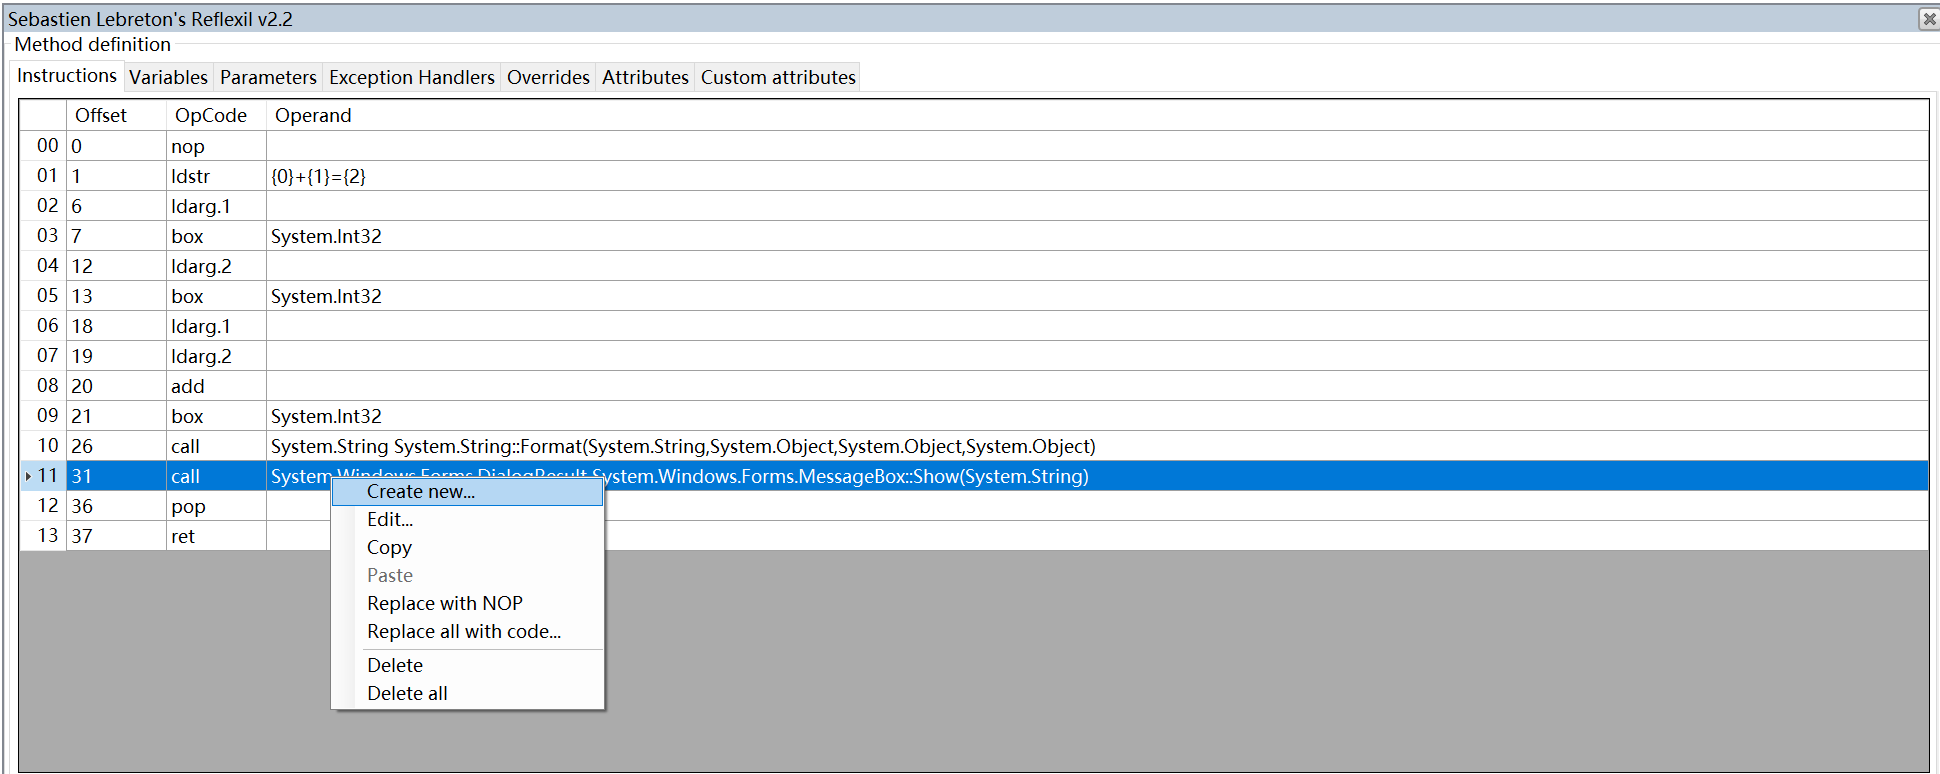 Sebastien Lebreton's Reflexil v2.2
Method definition
Instructions Variables Parameters Exception Handlers Overrides Attributes Custom attributes
Offset OpCode Operand
00 0 nop
01 1 ldstr {0}+{1}={2}
02 6 ldarg.1
03 7 box System.Int32
04 12 ldarg.2
05 13 box System.Int32
06 18 ldarg.1
07 19 ldarg.2
08 20 add
09 21 box System.Int32
10 26 call System.String System.String::Format(System.String,System.Object,System.Object,System.Object)
11 31 call System.Windows.Forms.DialogResult System.Windows.Forms.MessageBox::Show(System.String)
12 36 pop
13 37 ret
Create new...
Edit...
Copy
Paste
Replace with NOP
Replace all with code...
Delete
Delete all